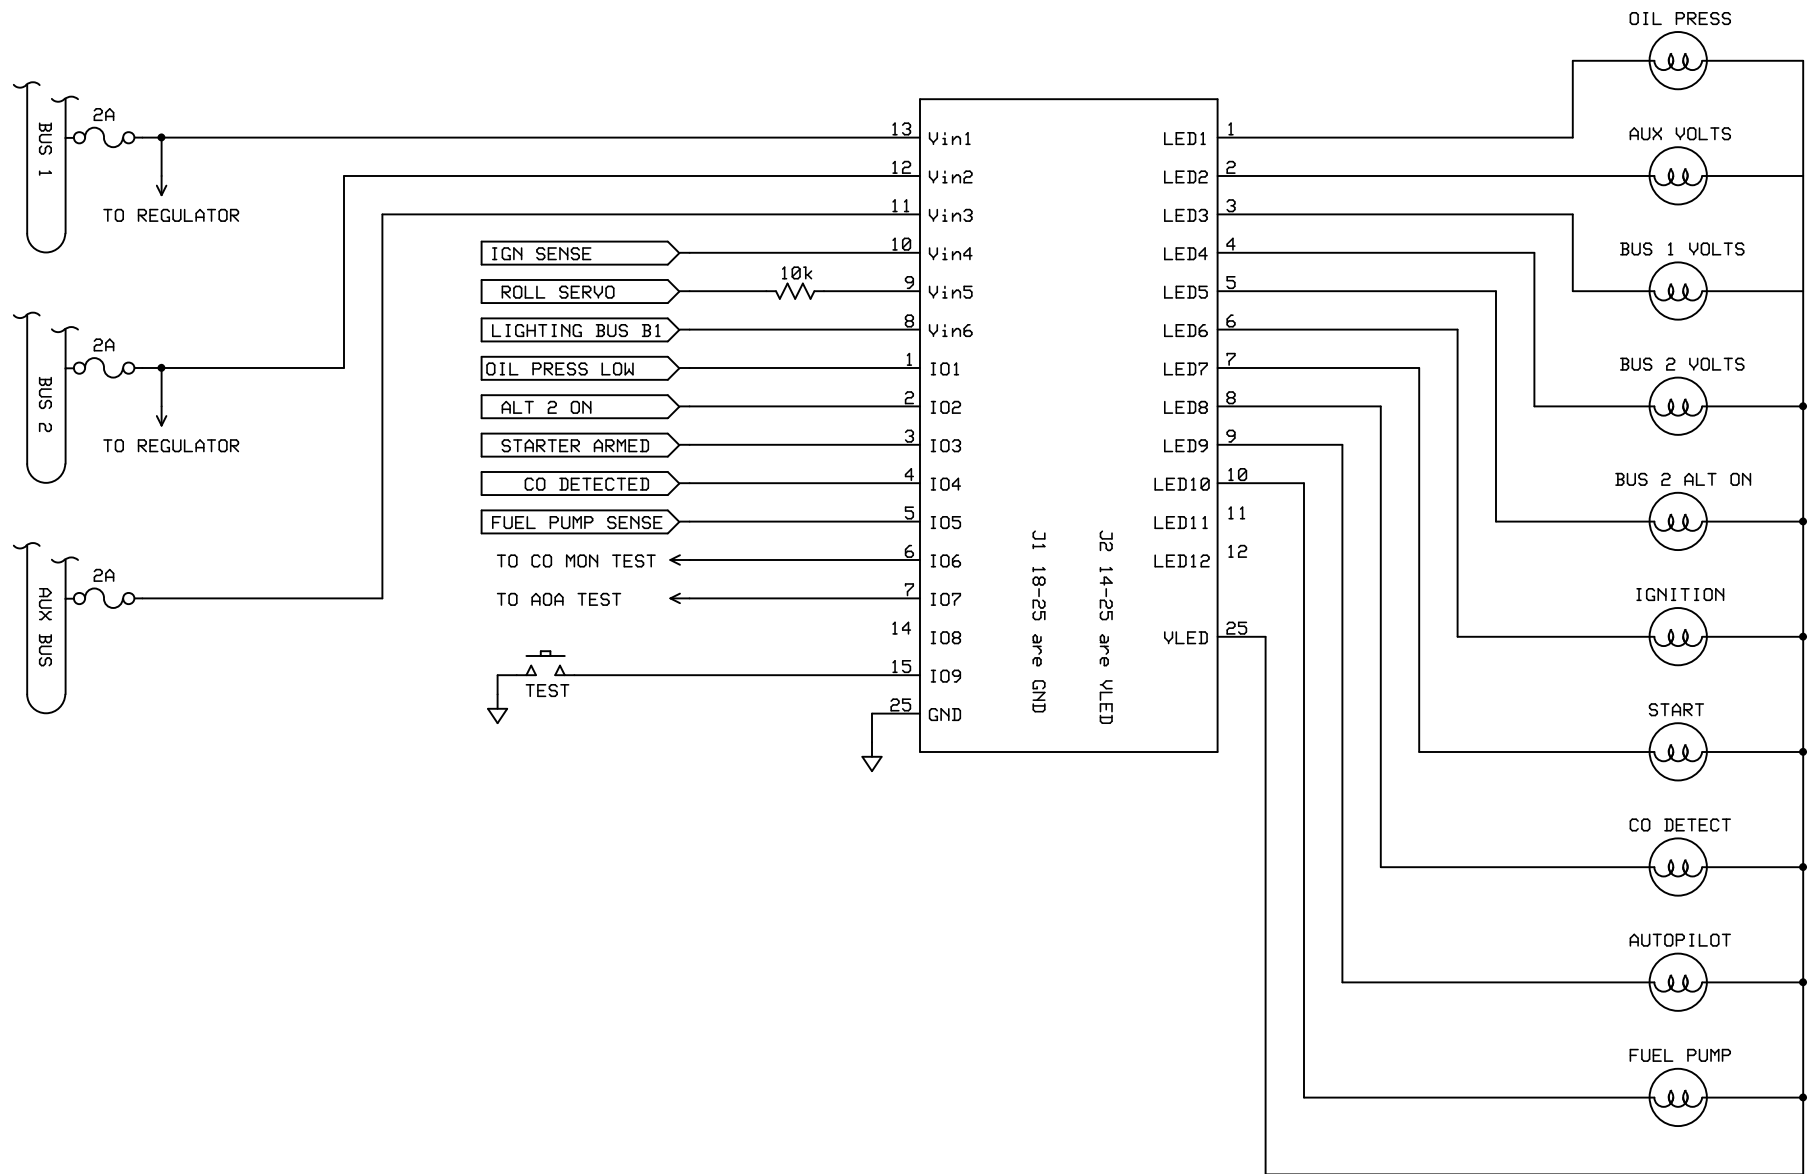 OIL PRESS
2A
BUS 1
TO REGULATOR
2A
BUS 2
TO REGULATOR
2A
AUX BUS
IGN SENSE
ROLL SERVO
10k
LIGHTING BUS B1
OIL PRESS LOW
ALT 2 ON
STARTER ARMED
CO DETECTED
FUEL PUMP SENSE
TO CO MON TEST
TO AOA TEST
TEST
13 Vin1
12 Vin2
11 Vin3
10 Vin4
9 Vin5
8 Vin6
1 IO1
2 IO2
3 IO3
4 IO4
5 IO5
6 IO6
7 IO7
14 IO8
15 IO9
25 GND
J1 18-25 are GND
J2 14-25 are VLED
LED1 1
LED2 2
LED3 3
LED4 4
LED5 5
LED6 6
LED7 7
LED8 8
LED9 9
LED10 10
LED11 11
LED12 12
VLED 25
AUX VOLTS
BUS 1 VOLTS
BUS 2 VOLTS
BUS 2 ALT ON
IGNITION
START
CO DETECT
AUTOPILOT
FUEL PUMP